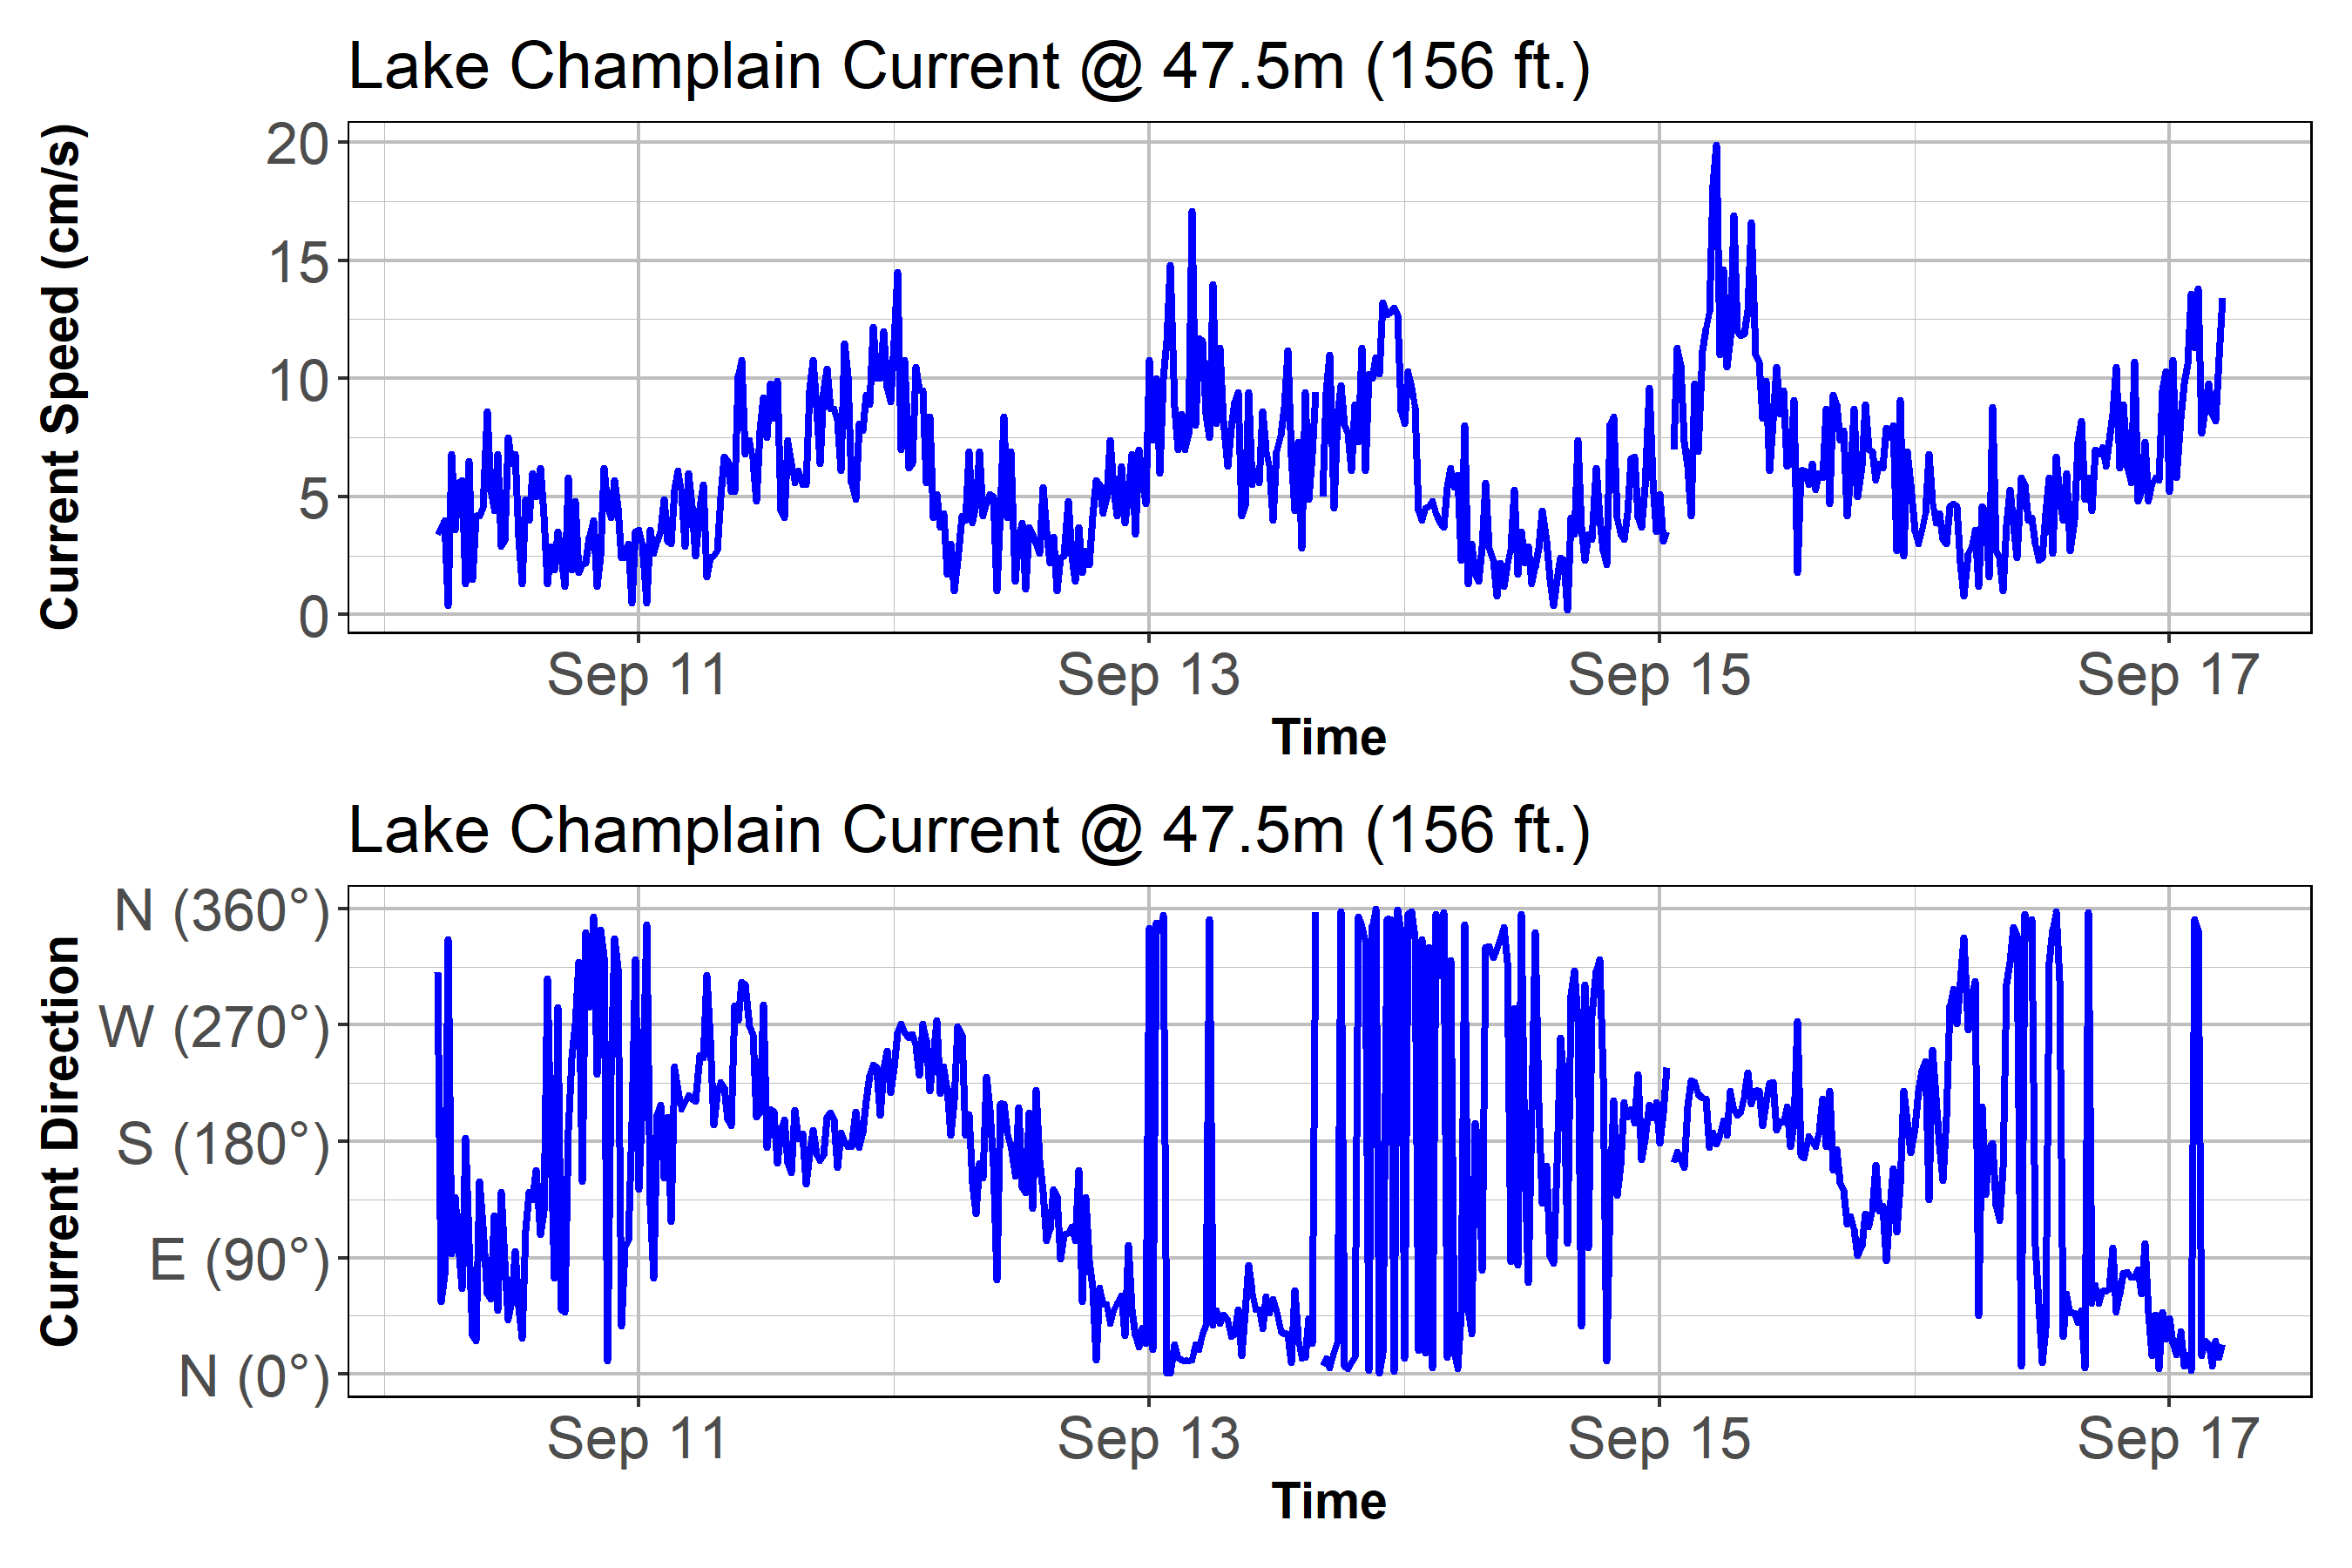 Lake Champlain Current @ 47.5m (156 ft.)
Current Speed (cm/s)
20
15
10
5
0
Sep 11
Sep 13
Sep 15
Sep 17
Time
Lake Champlain Current @ 47.5m (156 ft.)
Current Direction
N (360°)
W (270°)
S (180°)
E (90°)
N (0°)
Sep 11
Sep 13
Sep 15
Sep 17
Time